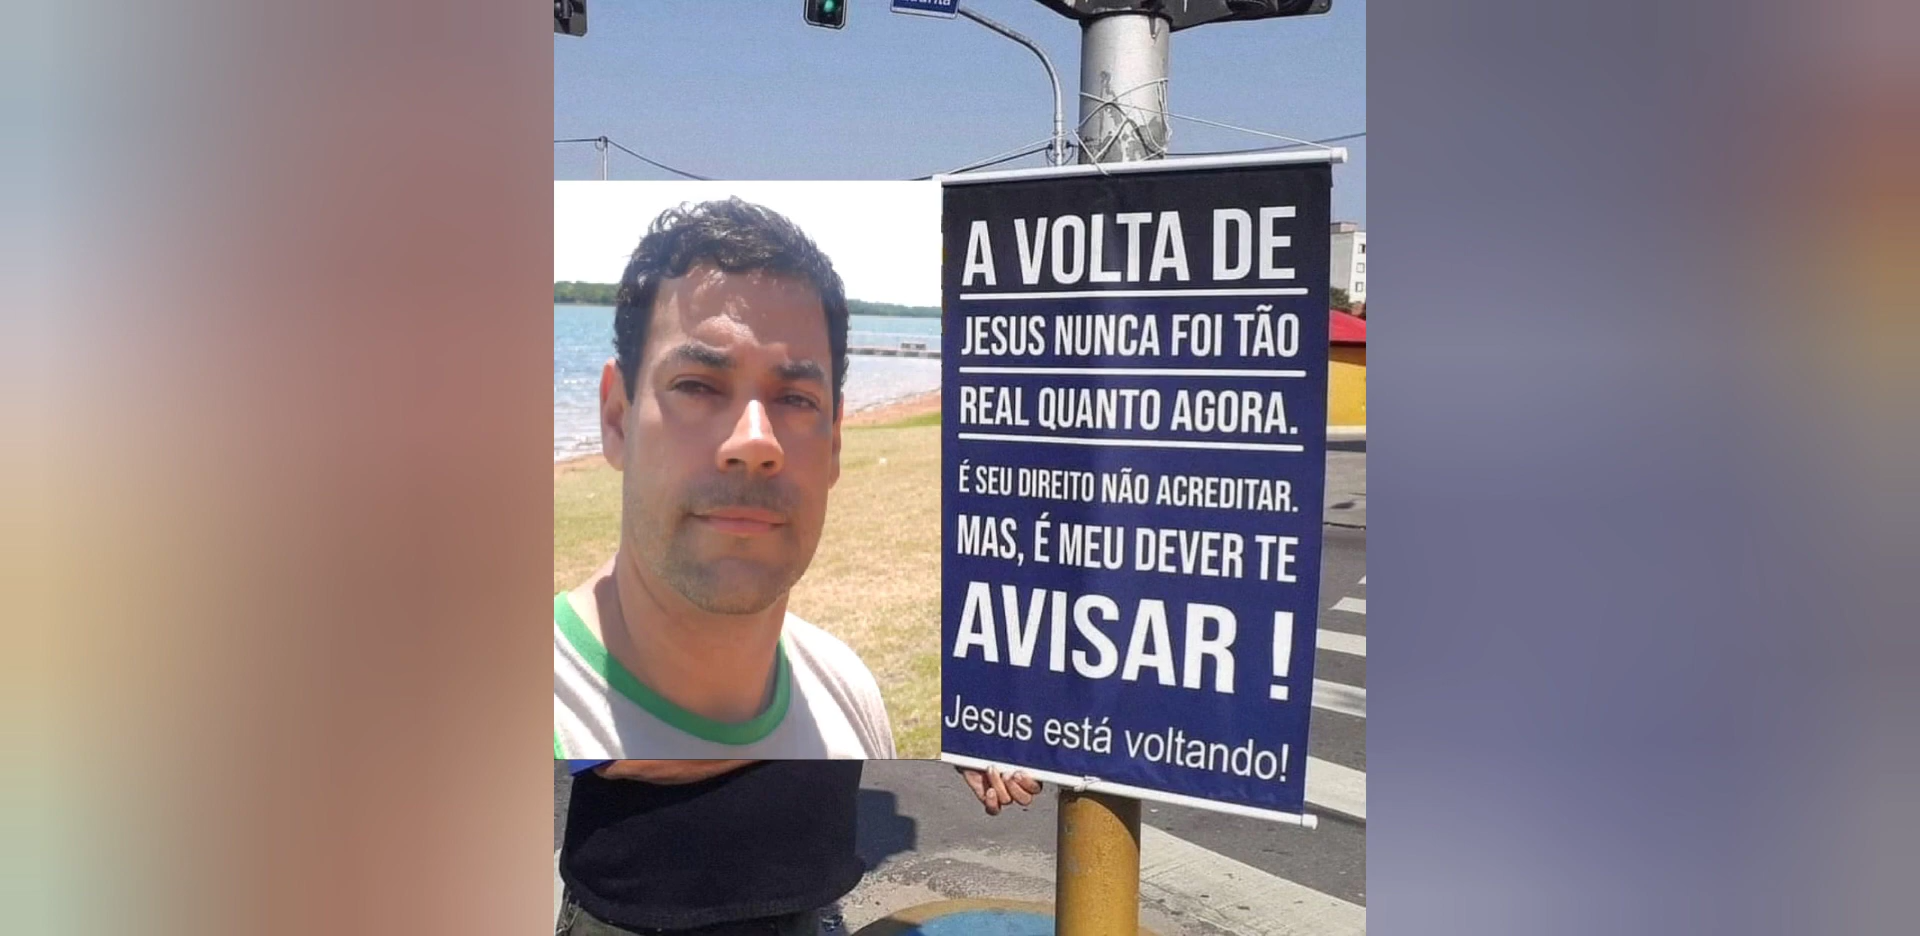 A VOLTA DE
JESUS NUNCA FOI TÃO
REAL QUANTO AGORA.
É SEU DIREITO NÃO ACREDITAR.
MAS, É MEU DEVER TE
AVISAR !
Jesus está voltando!